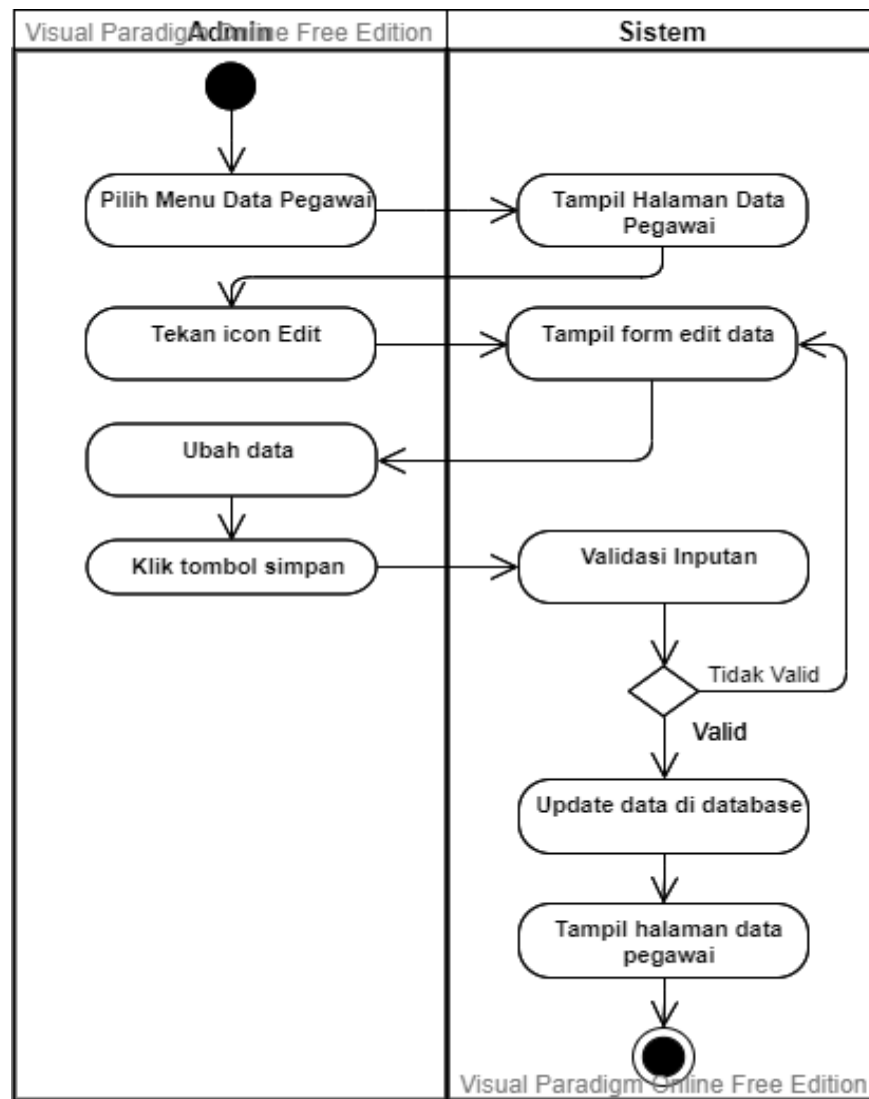 Visual Paradigm Online Free Edition
Admin
Sistem
Pilih Menu Data Pegawai
Tampil Halaman Data
Pegawai
Tekan icon Edit
Tampil form edit data
Ubah data
Klik tombol simpan
Validasi Inputan
Tidak Valid
Valid
Update data di database
Tampil halaman data
pegawai
Visual Paradigm Online Free Edition